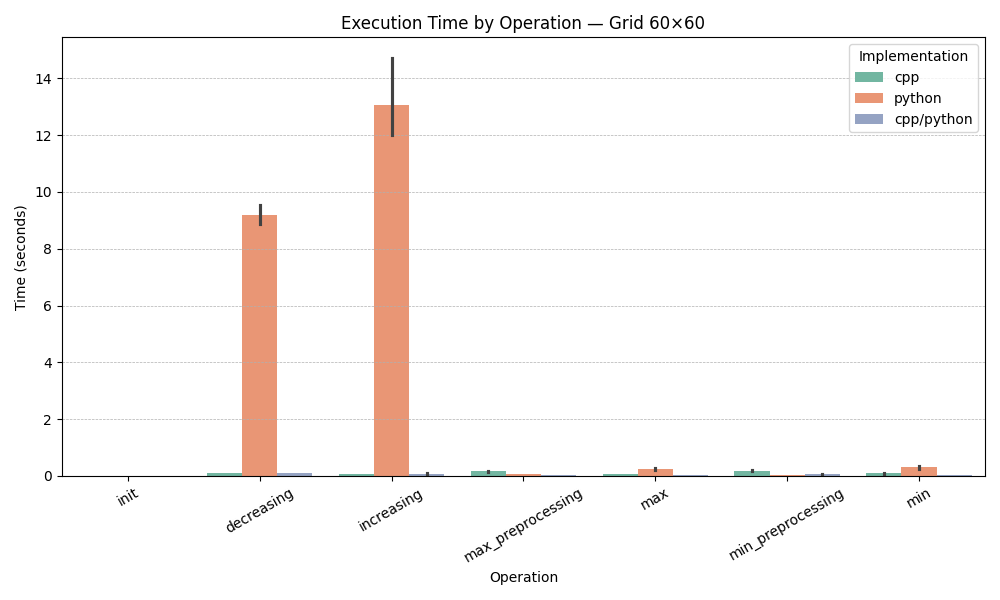 Execution Time by Operation — Grid 60×60
Implementation
cpp
python
cpp/python
Time (seconds)
14
12
10
8
6
4
2
0
init
decreasing
increasing
max_preprocessing
max
min_preprocessing
min
Operation